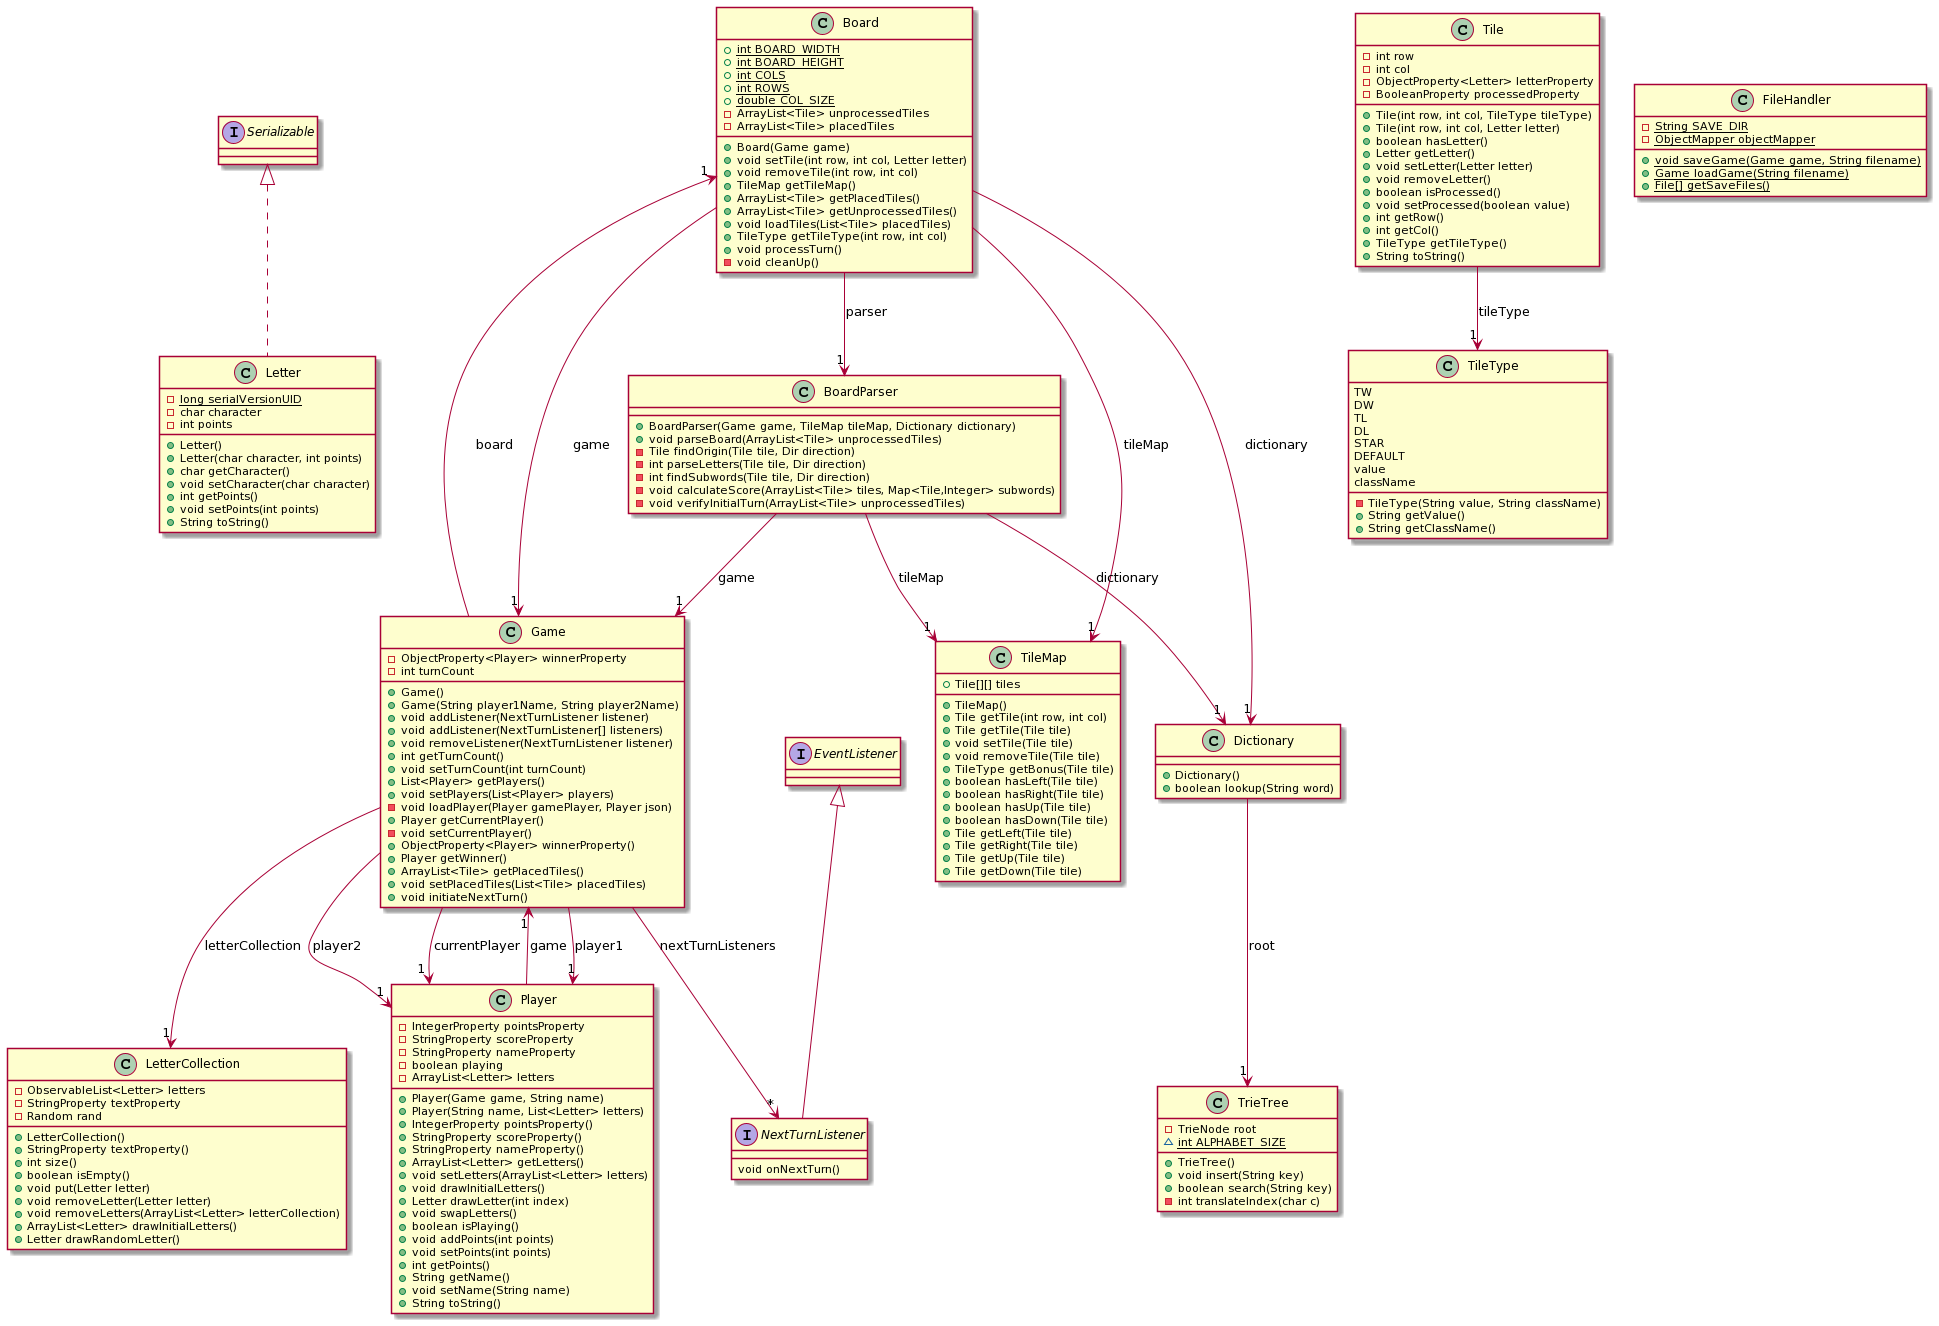 C Board
int BOARD_WIDTH
int BOARD_HEIGHT
int COLS
int ROWS
double COL_SIZE
ArrayList<Tile> unprocessedTiles
ArrayList<Tile> placedTiles
Board(Game game)
void setTile(int row, int col, Letter letter)
void removeTile(int row, int col)
TileMap getTileMap()
ArrayList<Tile> getPlacedTiles()
ArrayList<Tile> getUnprocessedTiles()
void loadTiles(List<Tile> placedTiles)
TileType getTileType(int row, int col)
void processTurn()
void cleanUp()
C Tile
int row
int col
ObjectProperty<Letter> letterProperty
BooleanProperty processedProperty
Tile(int row, int col, TileType tileType)
Tile(int row, int col, Letter letter)
boolean hasLetter()
Letter getLetter()
void setLetter(Letter letter)
void removeLetter()
boolean isProcessed()
void setProcessed(boolean value)
int getRow()
int getCol()
TileType getTileType()
String toString()
C FileHandler
String SAVE_DIR
ObjectMapper objectMapper
void saveGame(Game game, String filename)
Game loadGame(String filename)
File[] getSaveFiles()
I Serializable
1
parser
1
tileType
1
C Letter
long serialVersionUID
char character
int points
Letter()
Letter(char character, int points)
char getCharacter()
void setCharacter(char character)
int getPoints()
void setPoints(int points)
String toString()
board
game
C BoardParser
BoardParser(Game game, TileMap tileMap, Dictionary dictionary)
void parseBoard(ArrayList<Tile> unprocessedTiles)
Tile findOrigin(Tile tile, Dir direction)
int parseLetters(Tile tile, Dir direction)
int findSubwords(Tile tile, Dir direction)
void calculateScore(ArrayList<Tile> tiles, Map<Tile,Integer> subwords)
void verifyInitialTurn(ArrayList<Tile> unprocessedTiles)
tileMap
dictionary
C TileType
TW
DW
TL
DL
STAR
DEFAULT
value
className
TileType(String value, String className)
String getValue()
String getClassName()
game
tileMap
dictionary
1
1
1
1
1
1
C Game
ObjectProperty<Player> winnerProperty
int turnCount
Game()
Game(String player1Name, String player2Name)
void addListener(NextTurnListener listener)
void addListener(NextTurnListener[] listeners)
void removeListener(NextTurnListener listener)
int getTurnCount()
void setTurnCount(int turnCount)
List<Player> getPlayers()
void setPlayers(List<Player> players)
void loadPlayer(Player gamePlayer, Player json)
Player getCurrentPlayer()
void setCurrentPlayer()
ObjectProperty<Player> winnerProperty()
Player getWinner()
ArrayList<Tile> getPlacedTiles()
void setPlacedTiles(List<Tile> placedTiles)
void initiateNextTurn()
I EventListener
C TileMap
Tile[][] tiles
TileMap()
Tile getTile(int row, int col)
Tile getTile(Tile tile)
void setTile(Tile tile)
void removeTile(Tile tile)
TileType getBonus(Tile tile)
boolean hasLeft(Tile tile)
boolean hasRight(Tile tile)
boolean hasUp(Tile tile)
boolean hasDown(Tile tile)
Tile getLeft(Tile tile)
Tile getRight(Tile tile)
Tile getUp(Tile tile)
Tile getDown(Tile tile)
C Dictionary
Dictionary()
boolean lookup(String word)
letterCollection
player2
currentPlayer
1
game
player1
nextTurnListeners
root
1
1
1
1
*
1
C LetterCollection
ObservableList<Letter> letters
StringProperty textProperty
Random rand
LetterCollection()
StringProperty textProperty()
int size()
boolean isEmpty()
void put(Letter letter)
void removeLetter(Letter letter)
void removeLetters(ArrayList<Letter> letterCollection)
ArrayList<Letter> drawInitialLetters()
Letter drawRandomLetter()
C Player
IntegerProperty pointsProperty
StringProperty scoreProperty
StringProperty nameProperty
boolean playing
ArrayList<Letter> letters
Player(Game game, String name)
Player(String name, List<Letter> letters)
IntegerProperty pointsProperty()
StringProperty scoreProperty()
StringProperty nameProperty()
ArrayList<Letter> getLetters()
void setLetters(ArrayList<Letter> letters)
void drawInitialLetters()
Letter drawLetter(int index)
void swapLetters()
boolean isPlaying()
void addPoints(int points)
void setPoints(int points)
int getPoints()
String getName()
void setName(String name)
String toString()
I NextTurnListener
void onNextTurn()
C TrieTree
TrieNode root
int ALPHABET_SIZE
TrieTree()
void insert(String key)
boolean search(String key)
int translateIndex(char c)